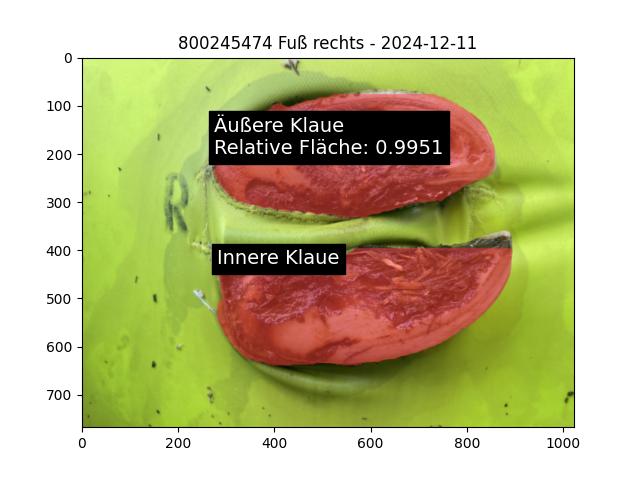 800245474 Fuß rechts - 2024-12-11
0
100
200
300
400
500
600
700
Äußere Klaue
Relative Fläche: 0.9951
R
Innere Klaue
0
200
400
600
800
1000